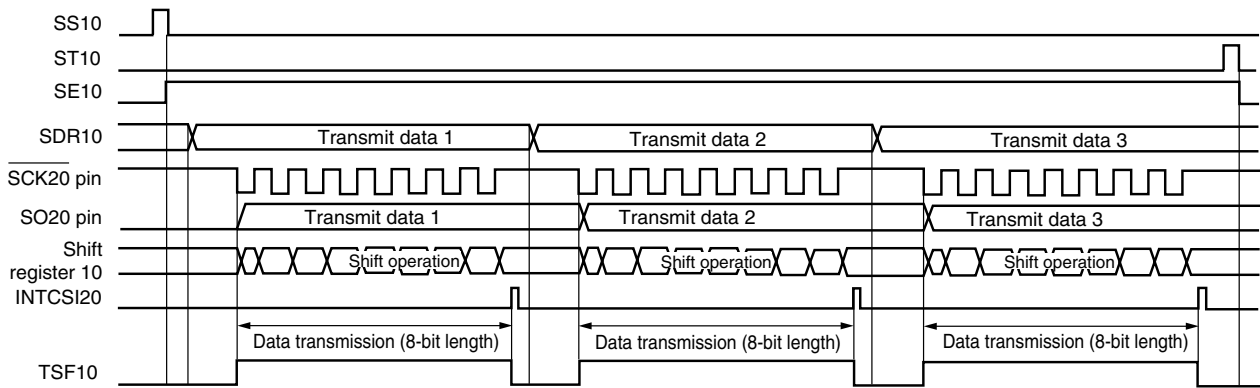 SS10
ST10
SE10
SDR10 Transmit data 1 Transmit data 2 Transmit data 3
SCK20 pin
SO20 pin Transmit data 1 Transmit data 2 Transmit data 3
Shift
register 10 Shift operation Shift operation Shift operation
INTCSI20
Data transmission (8-bit length) Data transmission (8-bit length) Data transmission (8-bit length)
TSF10